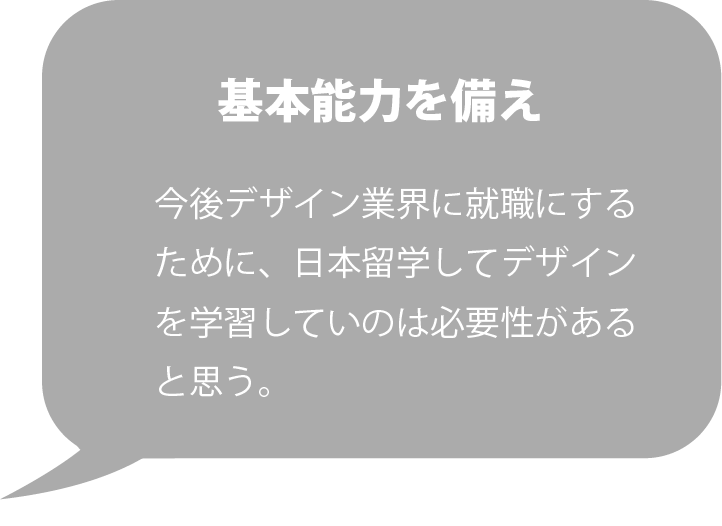 基本能力を備え
今後デザイン業界に就職にする
ために、日本留学してデザイン
を学習していのは必要性がある
と思う。